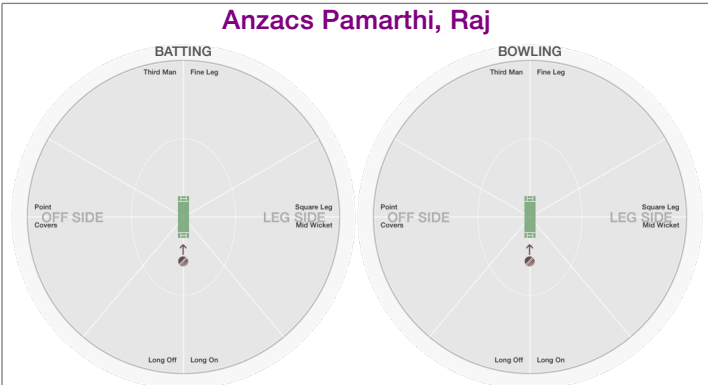 Anzacs Pamarthi, Raj
BATTING
Third Man Fine Leg
Point Square Leg
OFF SIDE LEG SIDE
Covers Mid Wicket
Long Off Long On
BOWLING
Third Man Fine Leg
Point Square Leg
OFF SIDE LEG SIDE
Covers Mid Wicket
Long Off Long On